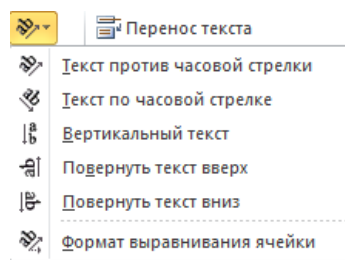 Перенос текста
Текст против часовой стрелки
Текст по часовой стрелке
Вертикальный текст
Повернуть текст вверх
Повернуть текст вниз
Формат выравнивания ячейки